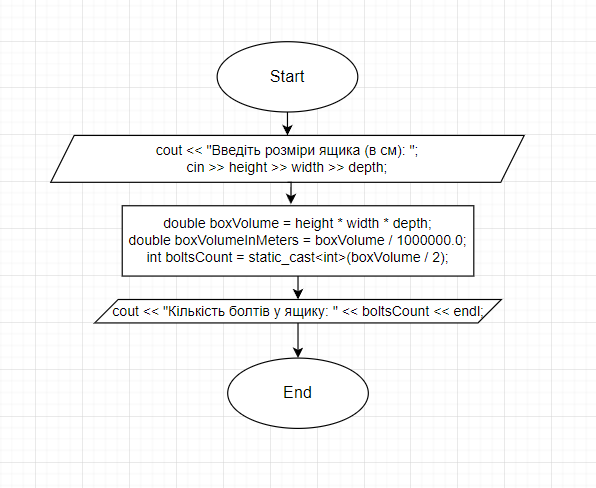 Start
cout << "Введіть розміри ящика (в см): ";
cin >> height >> width >> depth;
double boxVolume = height * width * depth;
double boxVolumeInMeters = boxVolume / 1000000.0;
int boltsCount = static_cast<int>(boxVolume / 2);
cout << "Кількість болтів у ящику: " << boltsCount << endl;
End